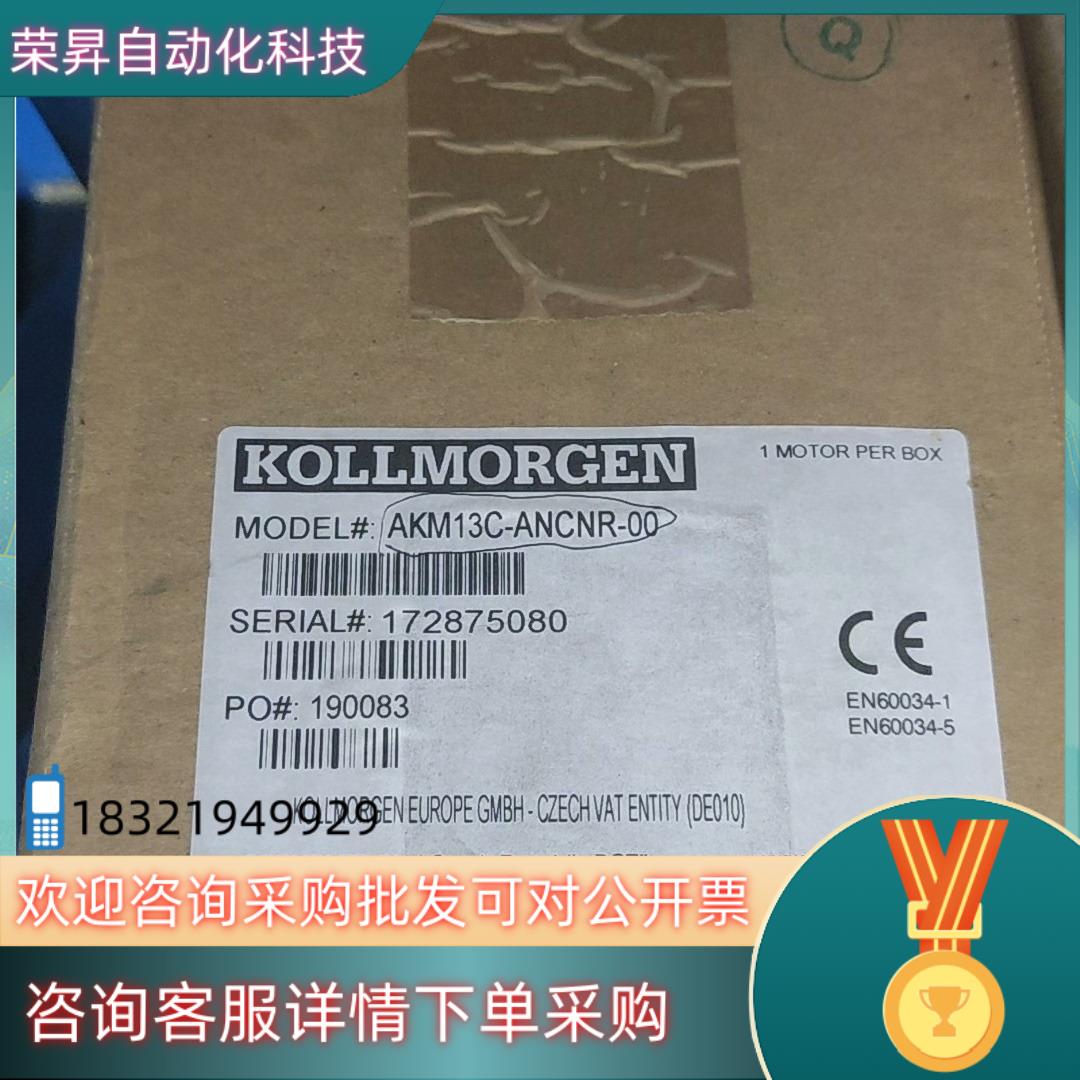 荣昇自动化科技
Q
KOLLMORGEN
1 MOTOR PER BOX
MODEL#: AKM13C-ANCNR-00
SERIAL#: 172875080
PO#: 190083
CE
EN60034-1
EN60034-5
KOLLMORGEN EUROPE GMBH - CZECH VAT ENTITY (DE010)
18321949929
欢迎咨询采购批发可对公开票
咨询客服详情下单采购